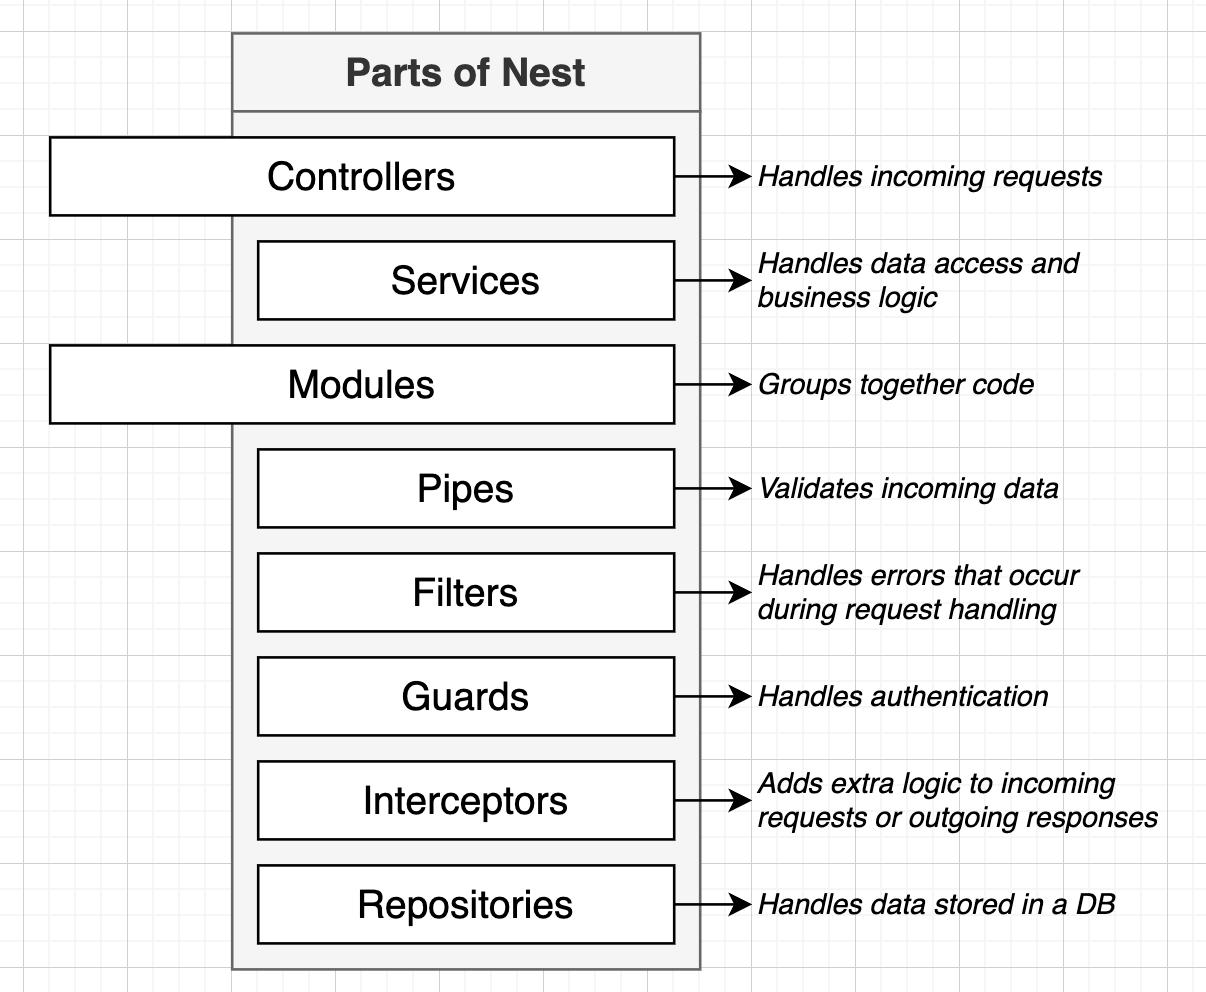 Parts of Nest
Controllers
Handles incoming requests
Services
Handles data access and
business logic
Modules
Groups together code
Pipes
Validates incoming data
Filters
Handles errors that occur
during request handling
Guards
Handles authentication
Interceptors
Adds extra logic to incoming
requests or outgoing responses
Repositories
Handles data stored in a DB